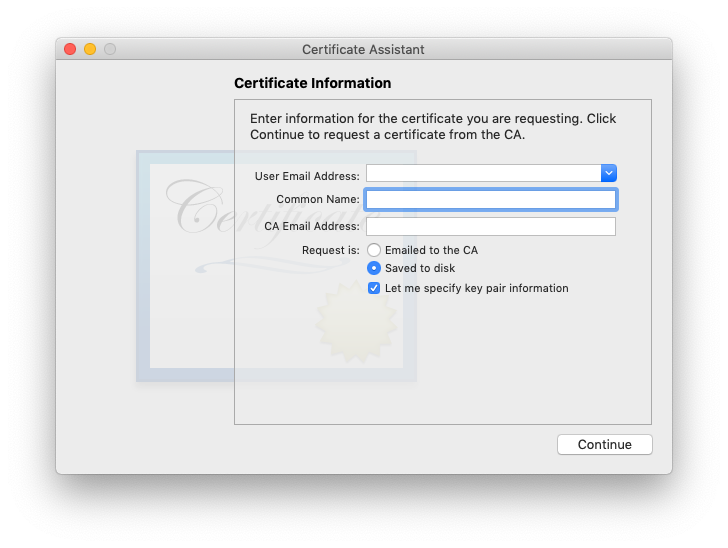 Certificate Assistant
Certificate Information
Enter information for the certificate you are requesting. Click
Continue to request a certificate from the CA.
Certificate
User Email Address:
Common Name:
CA Email Address:
Request is: Emailed to the CA
Saved to disk
Let me specify key pair information
Continue